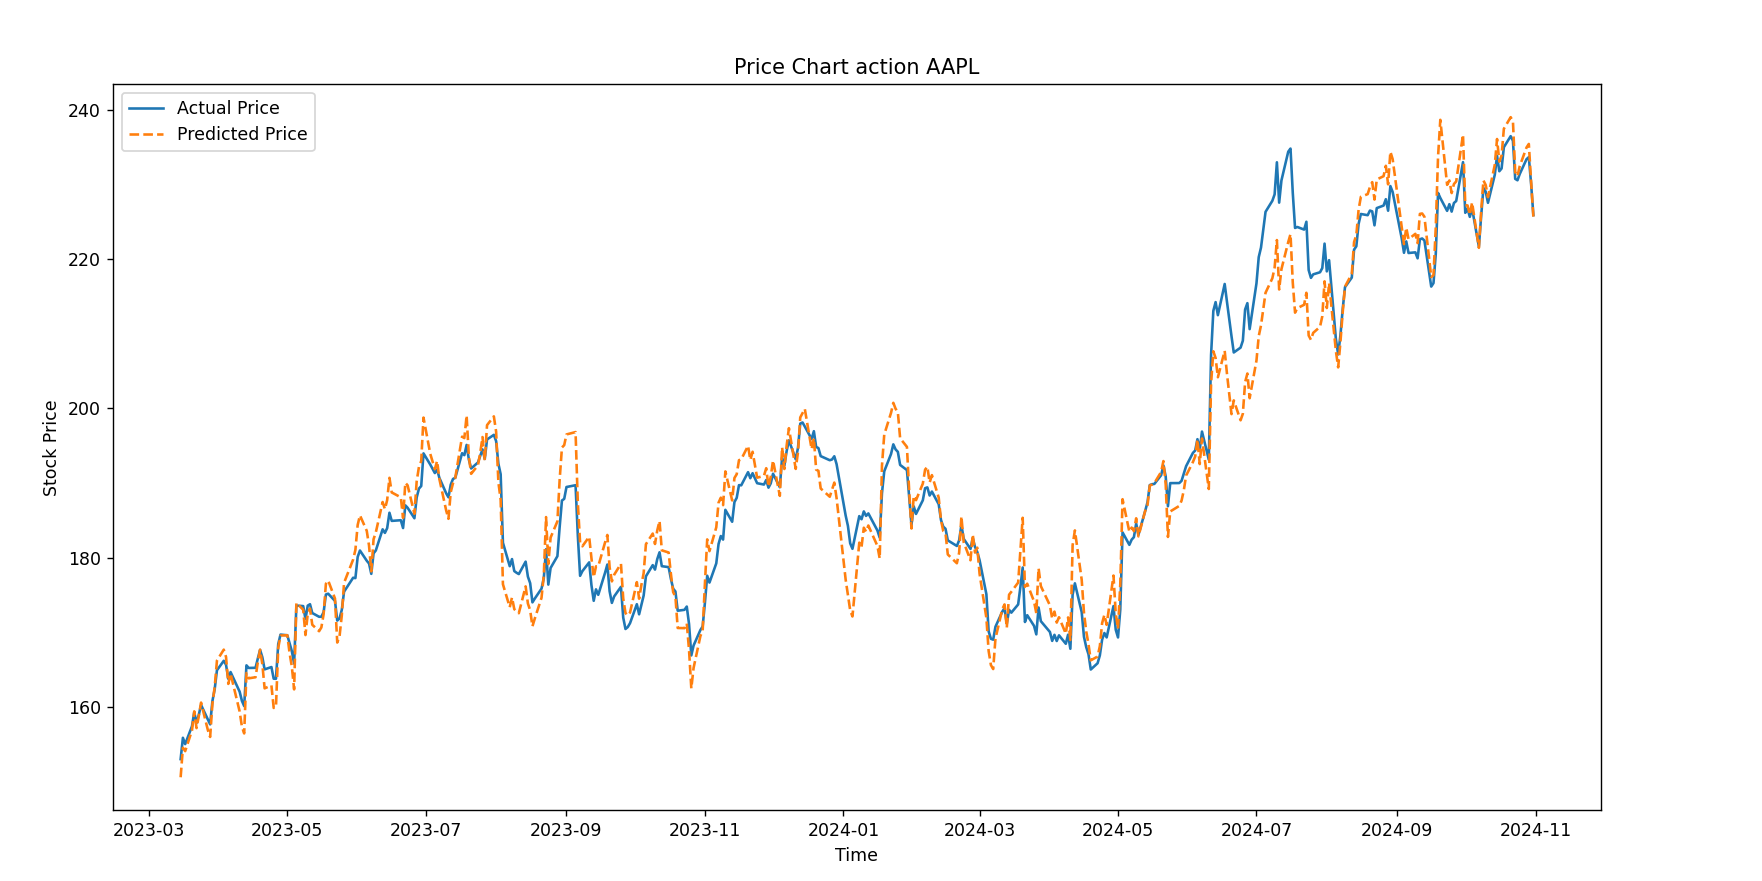 Price Chart action AAPL
Actual Price
Predicted Price
240
220
200
180
160
Stock Price
2023-03 2023-05 2023-07 2023-09 2023-11 2024-01 2024-03 2024-05 2024-07 2024-09 2024-11
Time